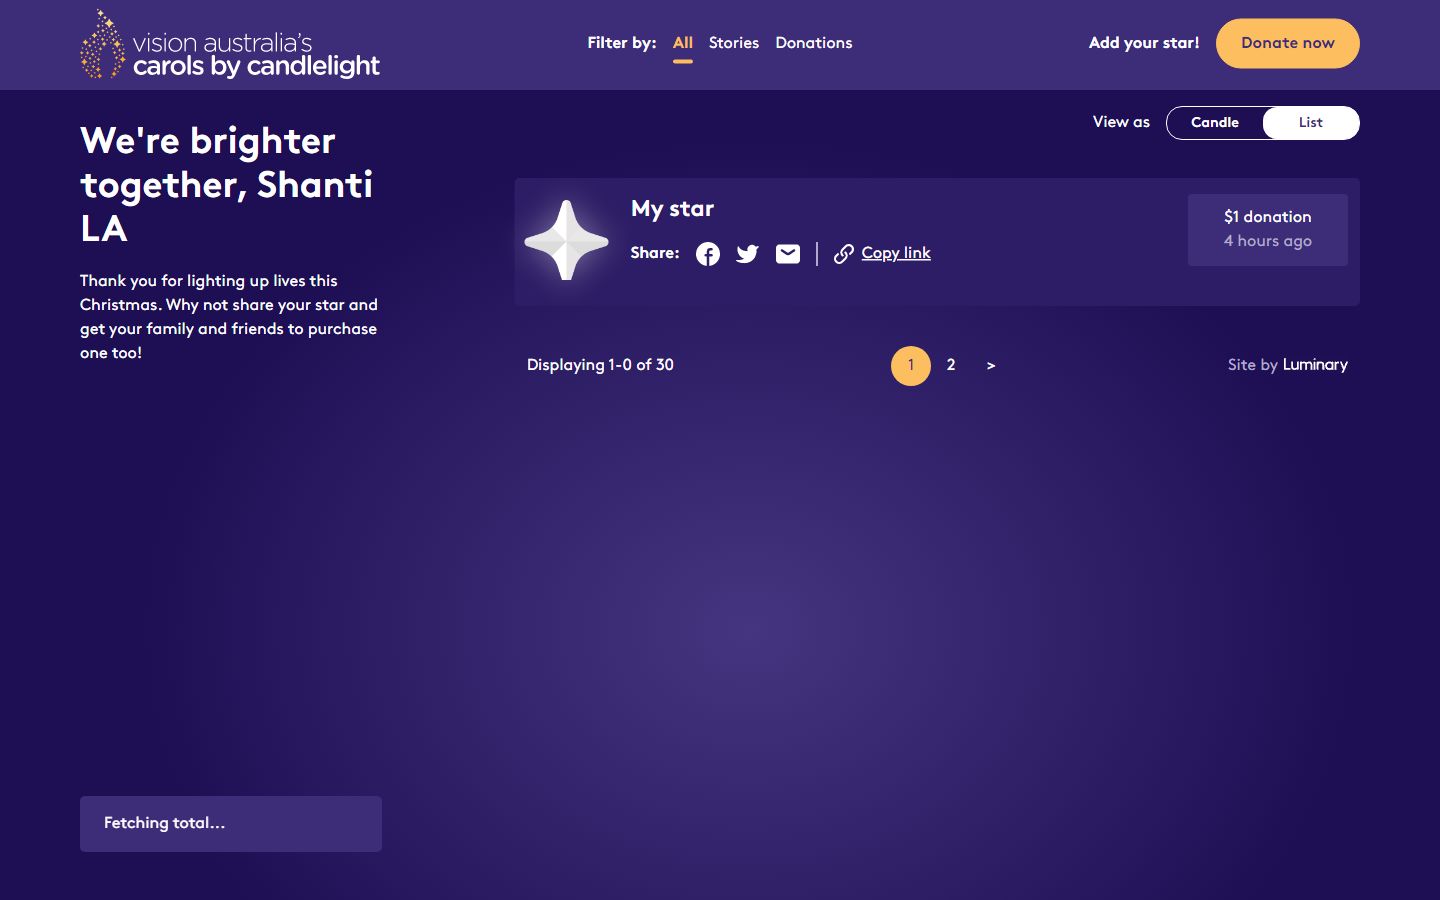 vision australia's
carols by candlelight
Filter by: All Stories Donations
Add your star! Donate now
View as Candle List
We're brighter
together, Shanti
LA
Thank you for lighting up lives this
Christmas. Why not share your star and
get your family and friends to purchase
one too!
My star
Share: Copy link
$1 donation
4 hours ago
Displaying 1-0 of 30
1 2 >
Site by Luminary
Fetching total...